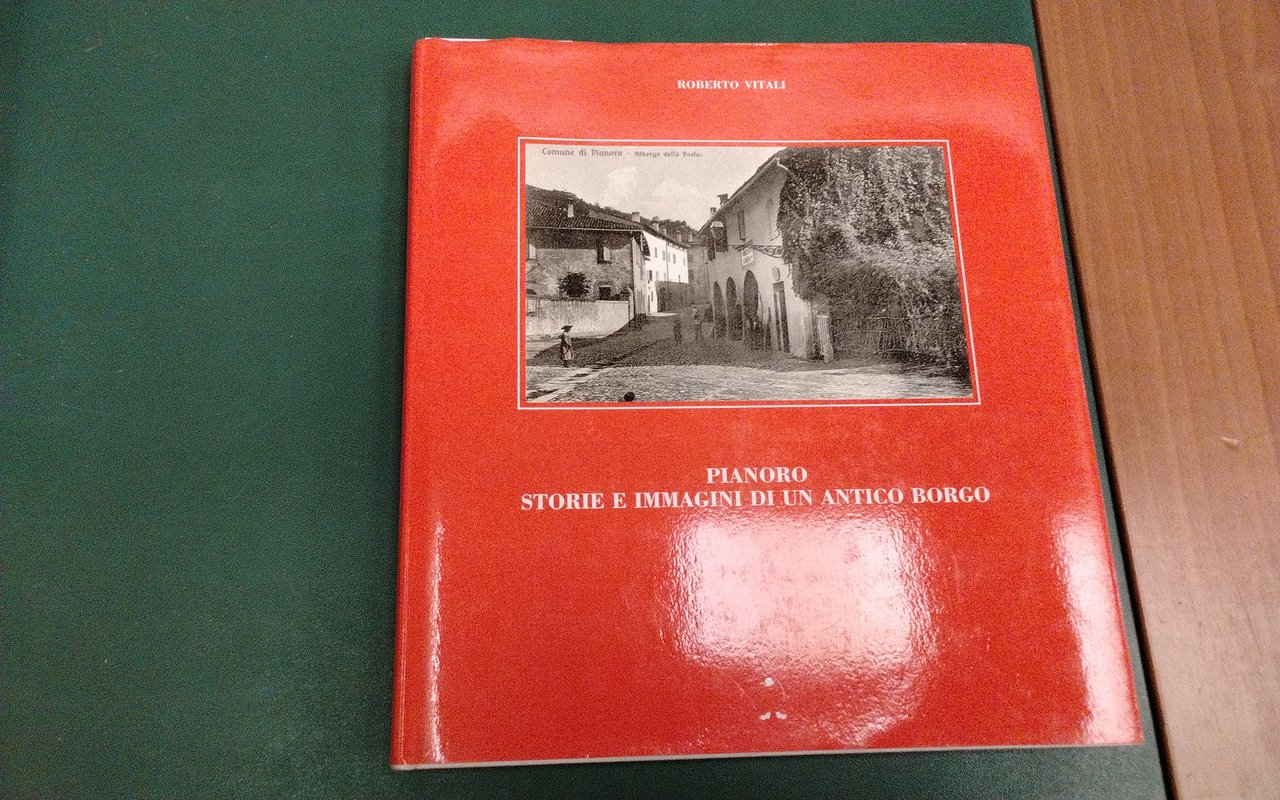 ROBERTO VITALI
Comune di Pianoro - Albergo della Posta.
PIANORO
STORIE E IMMAGINI DI UN ANTICO BORGO